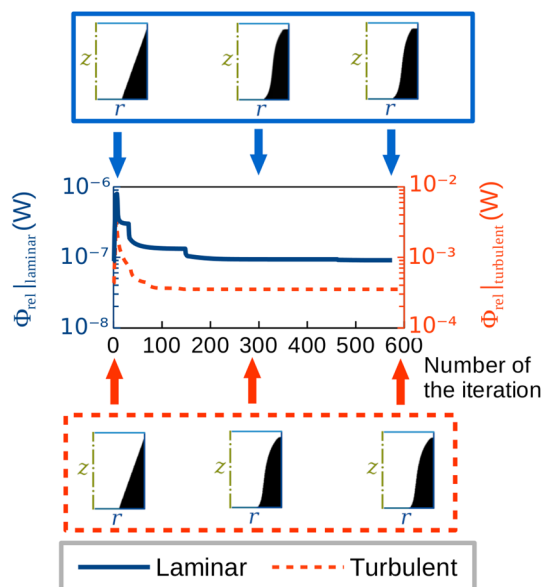 z z z
r r r
10⁻⁶ 10⁻²
10⁻⁷ 10⁻³
10⁻⁸ 10⁻⁴
Φrel|laminar (W)
Φrel|turbulent (W)
0 100 200 300 400 500 600
Number of
the iteration
z z z
r r r
Laminar Turbulent